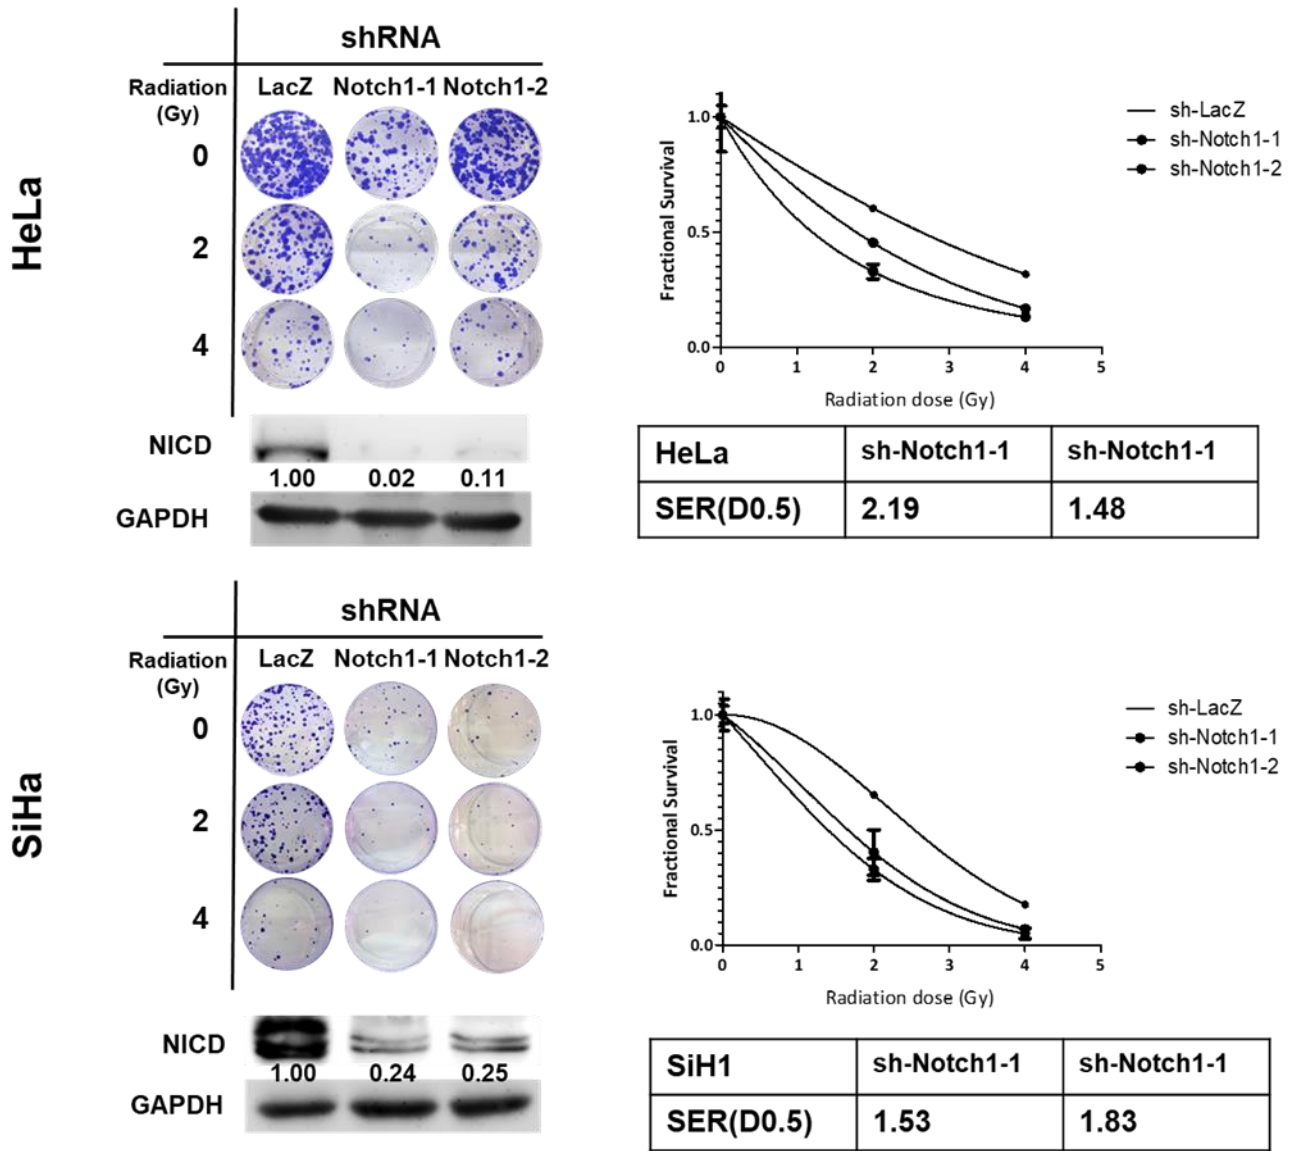 HeLa
shRNA
Radiation (Gy)
LacZ Notch1-1 Notch1-2
0
2
4
NICD
1.00 0.02 0.11
GAPDH
Fractional Survival
1.0
0.5
0.0
0 1 2 3 4 5
Radiation dose (Gy)
sh-LacZ
sh-Notch1-1
sh-Notch1-2
HeLa sh-Notch1-1 sh-Notch1-1
SER(D0.5) 2.19 1.48
SiHa
shRNA
Radiation (Gy)
LacZ Notch1-1 Notch1-2
0
2
4
NICD
1.00 0.24 0.25
GAPDH
Fractional Survival
1.0
0.5
0.0
0 1 2 3 4 5
Radiation dose (Gy)
sh-LacZ
sh-Notch1-1
sh-Notch1-2
SiH1 sh-Notch1-1 sh-Notch1-1
SER(D0.5) 1.53 1.83